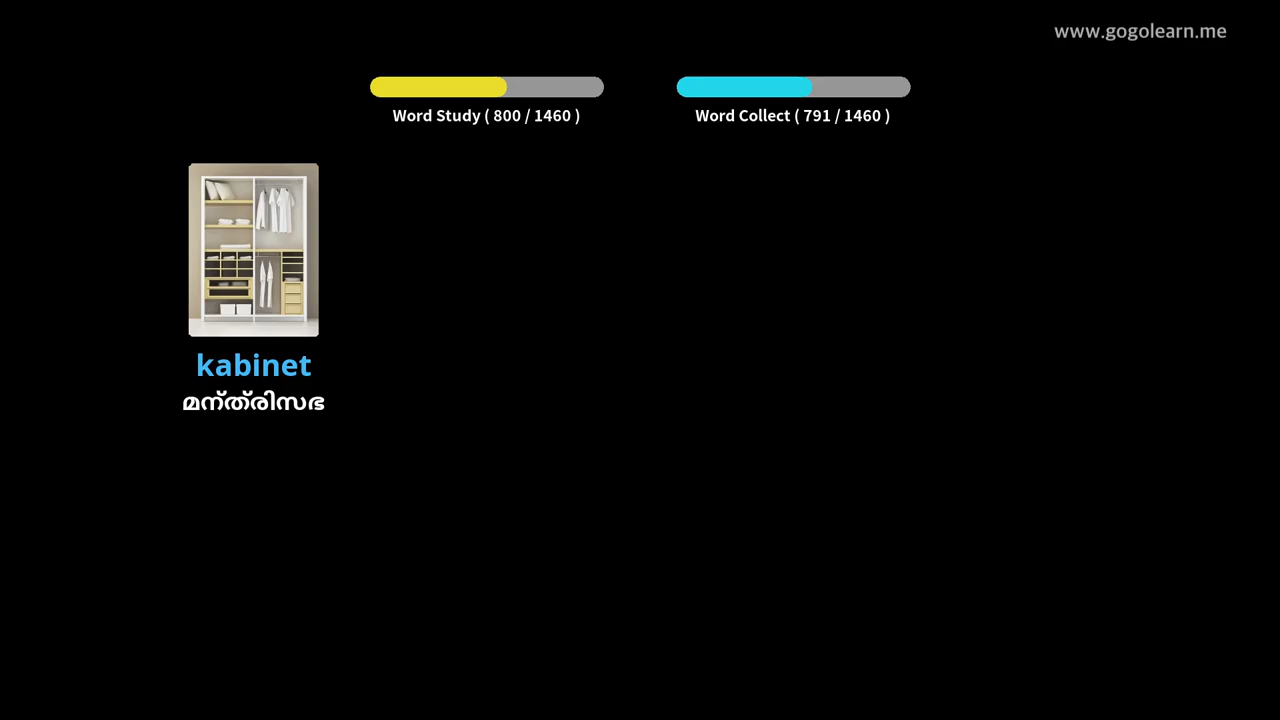 www.gogolearn.me
Word Study ( 800 / 1460 )
Word Collect ( 791 / 1460 )
kabinet
മന്ത്രിസഭ